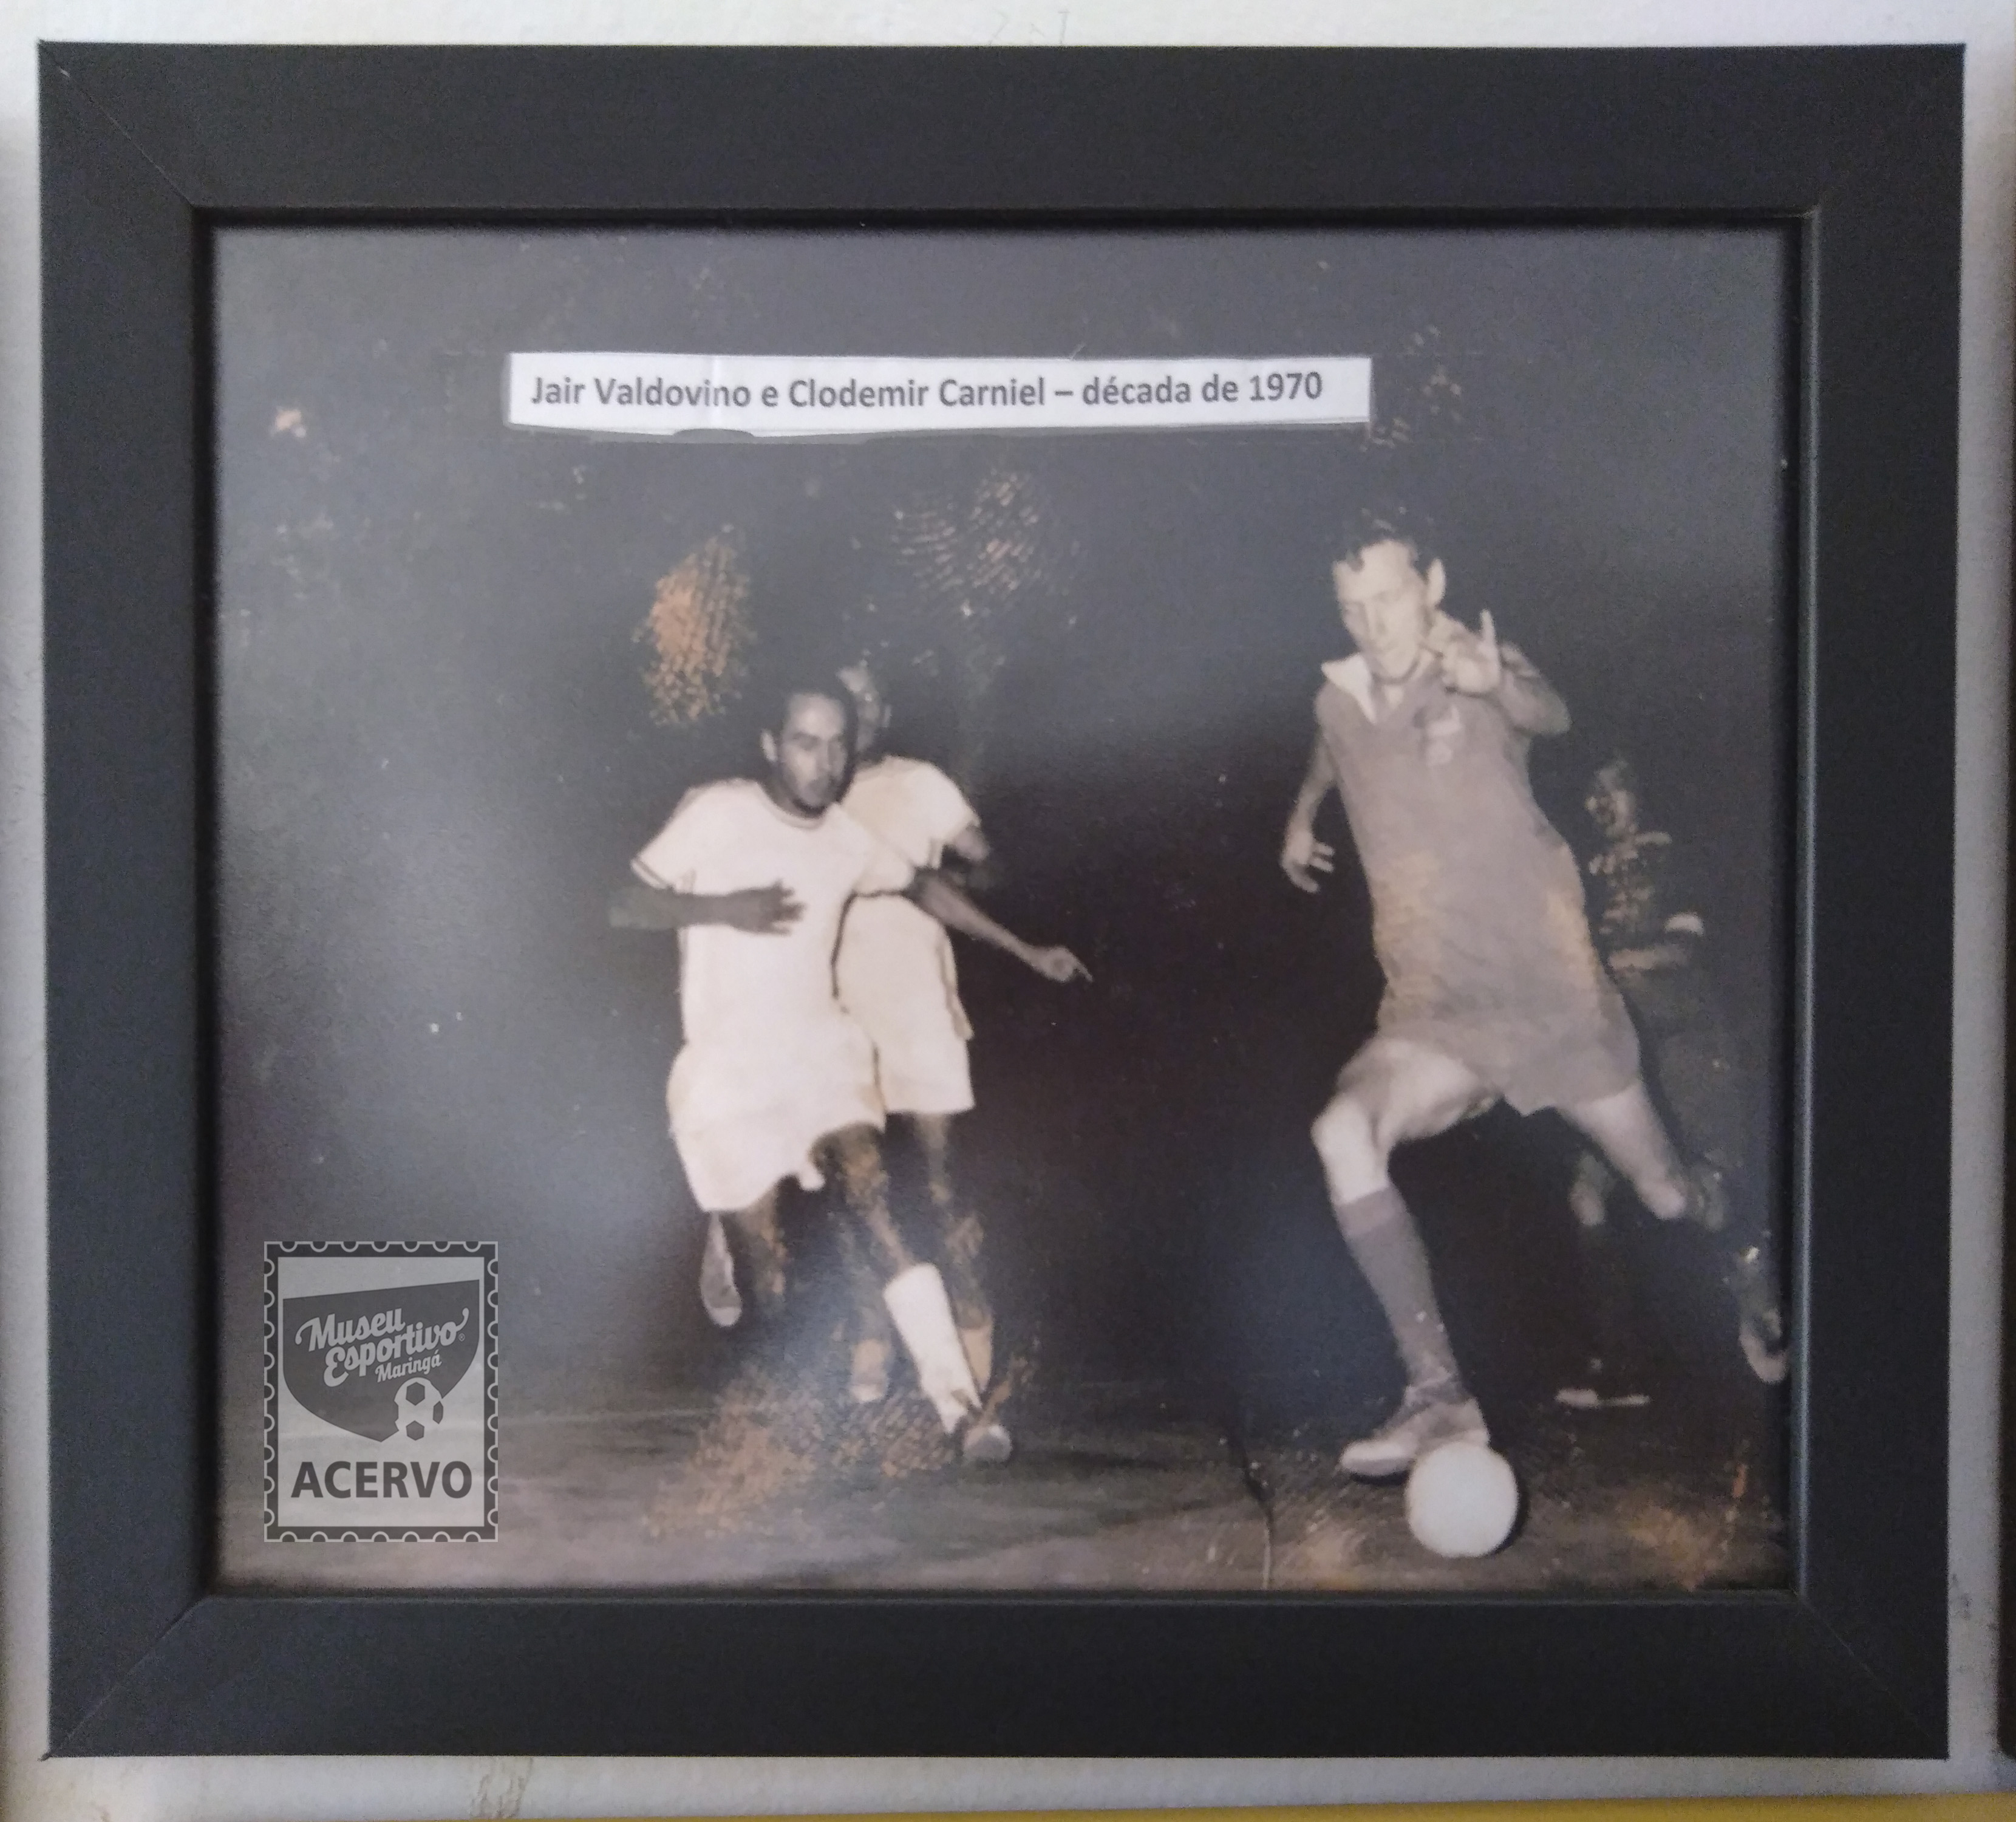 Jair Valdovino e Clodemir Carniel – década de 1970
Museu
Esportivo®
Maringá
ACERVO